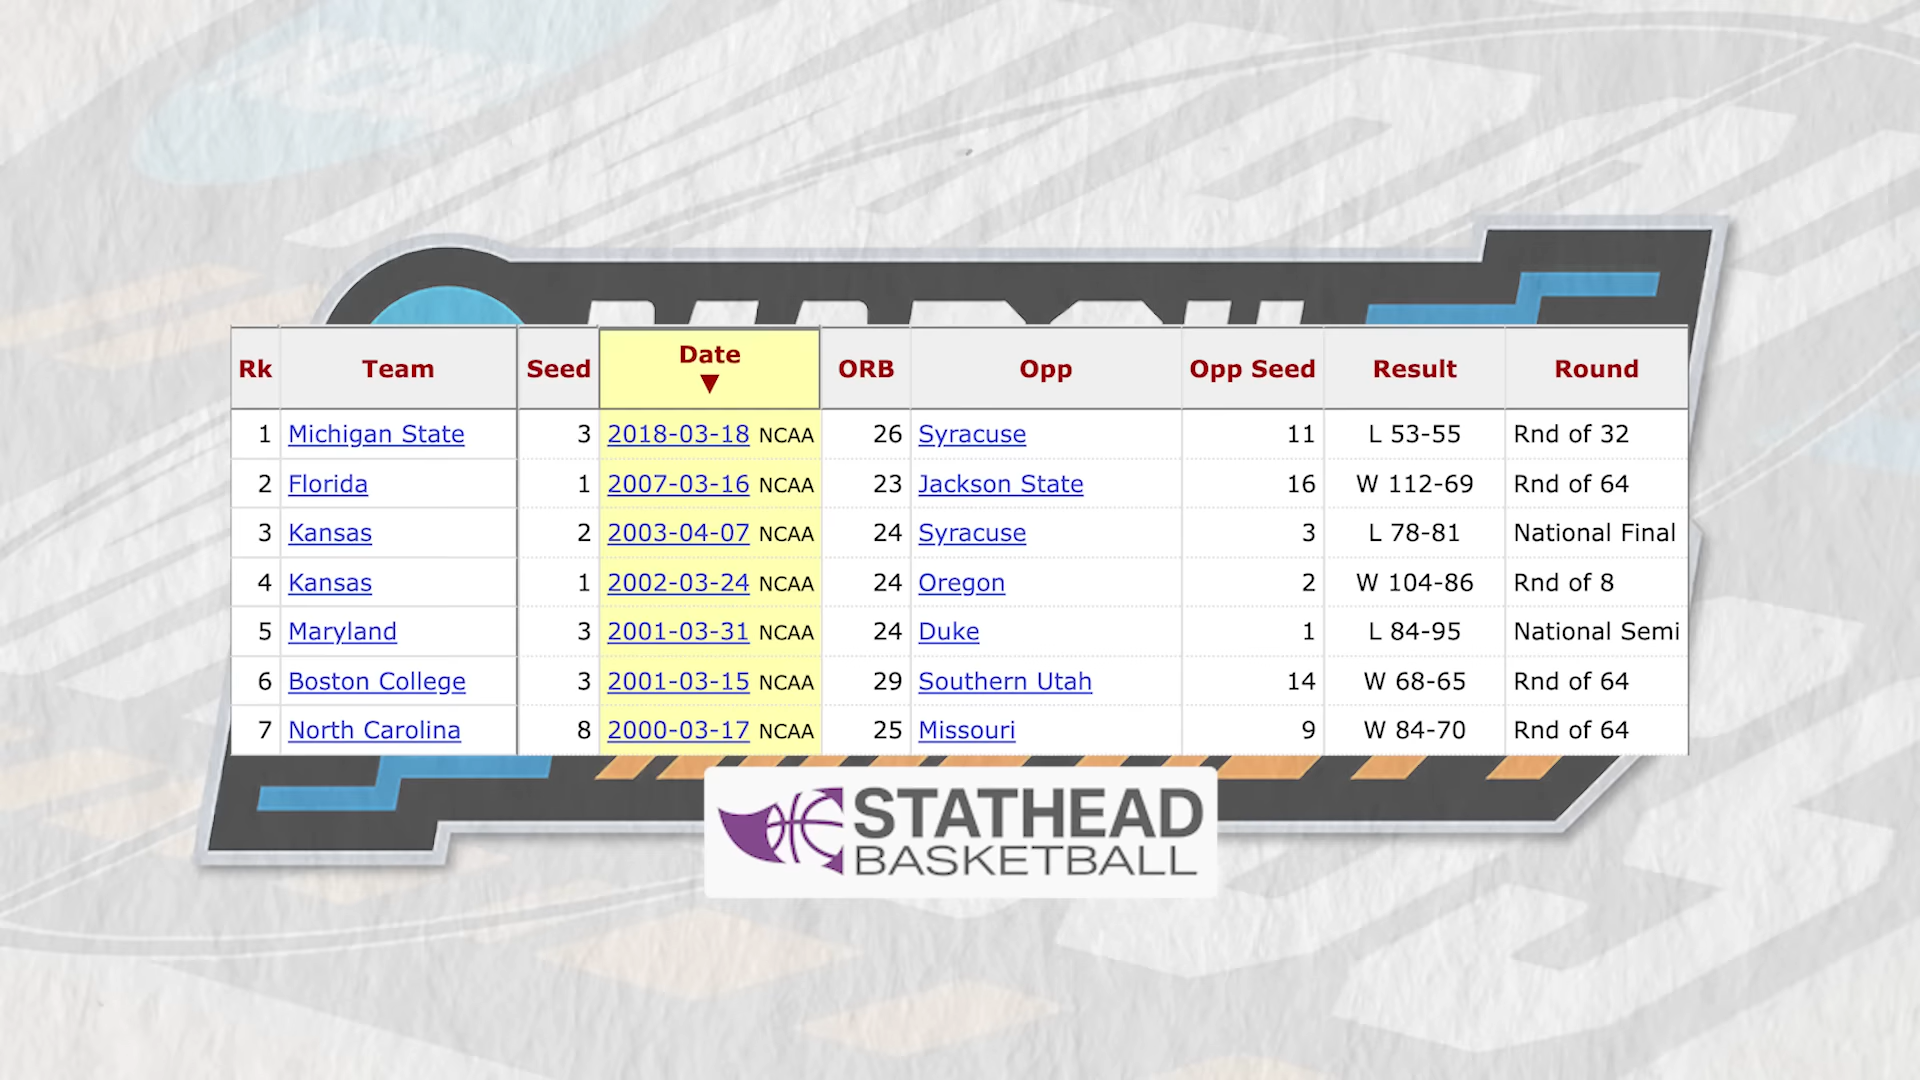 MARCH
Rk Team Seed Date ▼ ORB Opp Opp Seed Result Round
1 Michigan State 3 2018-03-18 NCAA 26 Syracuse 11 L 53-55 Rnd of 32
2 Florida 1 2007-03-16 NCAA 23 Jackson State 16 W 112-69 Rnd of 64
3 Kansas 2 2003-04-07 NCAA 24 Syracuse 3 L 78-81 National Final
4 Kansas 1 2002-03-24 NCAA 24 Oregon 2 W 104-86 Rnd of 8
5 Maryland 3 2001-03-31 NCAA 24 Duke 1 L 84-95 National Semi
6 Boston College 3 2001-03-15 NCAA 29 Southern Utah 14 W 68-65 Rnd of 64
7 North Carolina 8 2000-03-17 NCAA 25 Missouri 9 W 84-70 Rnd of 64
STATHEAD
BASKETBALL